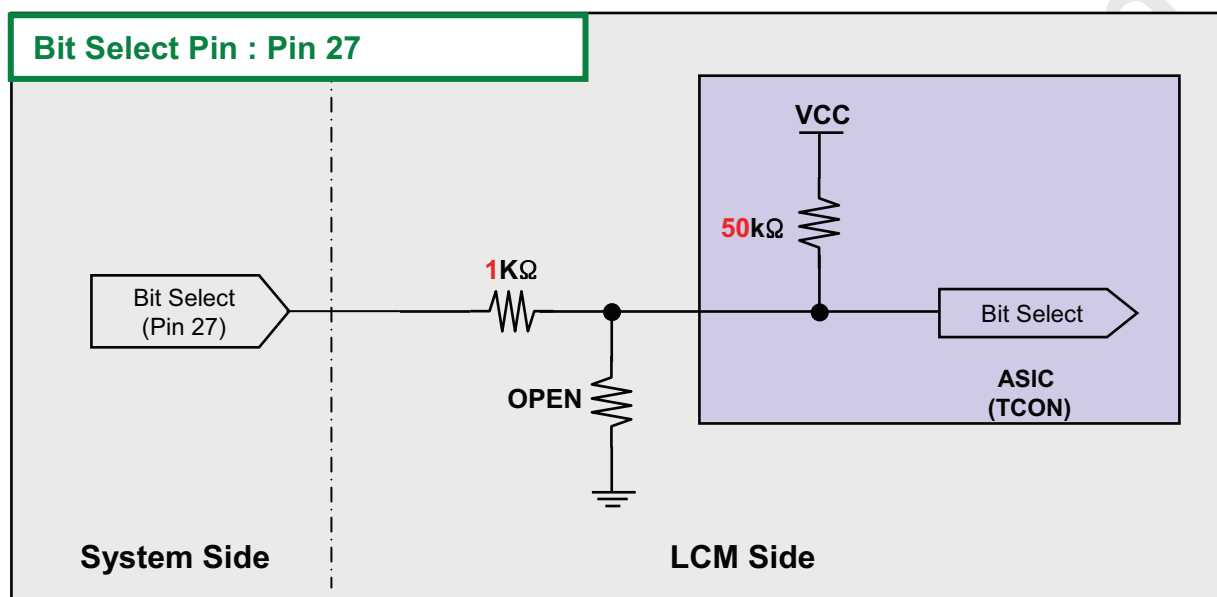 Bit Select Pin : Pin 27
VCC
50kΩ
1KΩ
Bit Select
(Pin 27)
Bit Select
OPEN
ASIC
(TCON)
System Side
LCM Side